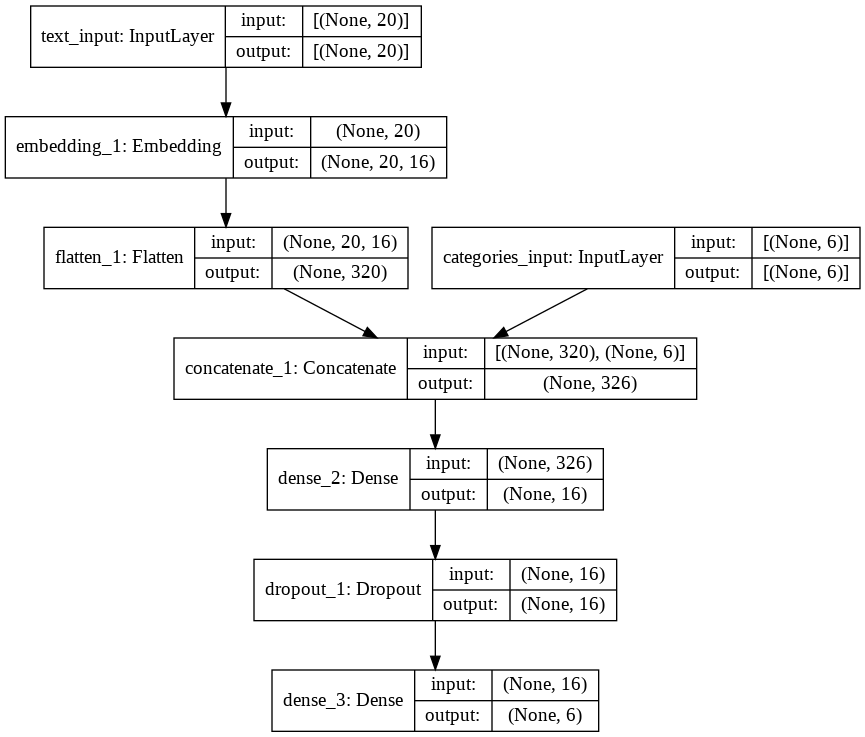 text_input: InputLayer
input:
[(None, 20)]
output:
[(None, 20)]
embedding_1: Embedding
input:
(None, 20)
output:
(None, 20, 16)
flatten_1: Flatten
input:
(None, 20, 16)
output:
(None, 320)
categories_input: InputLayer
input:
[(None, 6)]
output:
[(None, 6)]
concatenate_1: Concatenate
input:
[(None, 320), (None, 6)]
output:
(None, 326)
dense_2: Dense
input:
(None, 326)
output:
(None, 16)
dropout_1: Dropout
input:
(None, 16)
output:
(None, 16)
dense_3: Dense
input:
(None, 16)
output:
(None, 6)